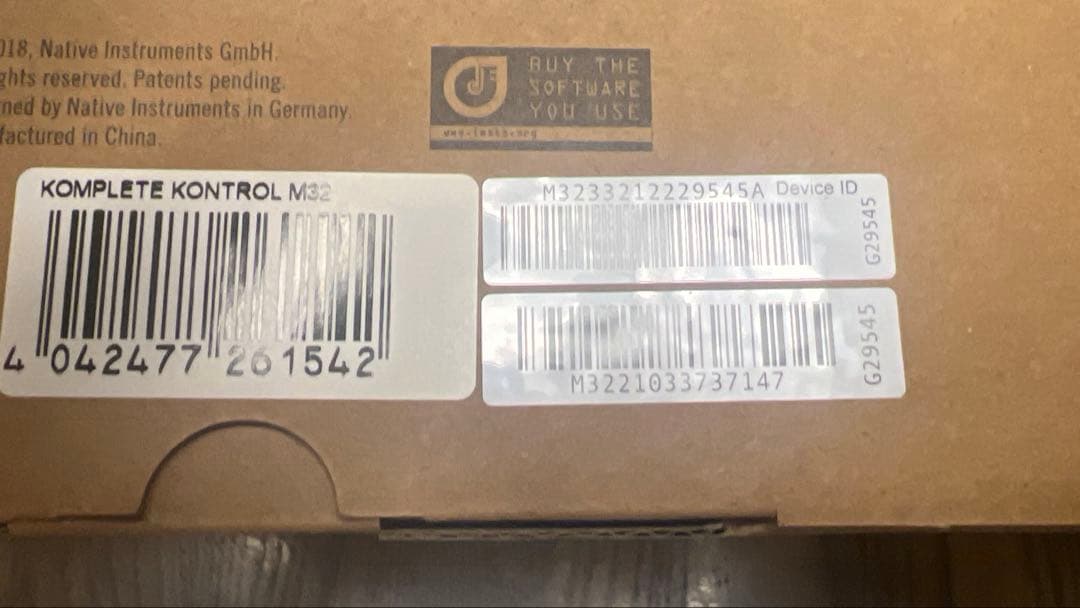 018, Native Instruments GmbH.
ghts reserved. Patents pending.
ned by Native Instruments in Germany.
factured in China.
BUY THE
SOFTWARE
YOU USE
KOMPLETE KONTROL M32
4 042477 261542
M3233212229545A Device ID
G29545
M3221033737147
G29545